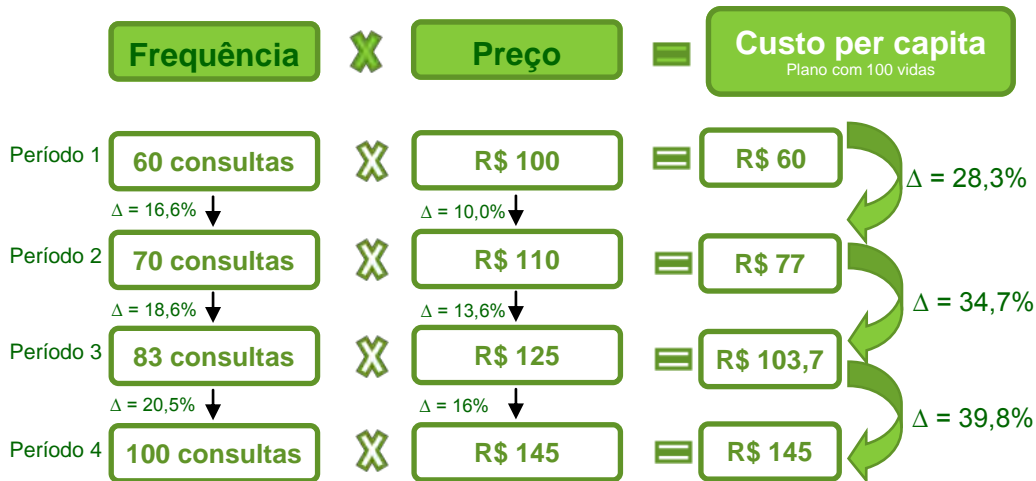 Frequência X Preço = Custo per capita
Plano com 100 vidas
Período 1 60 consultas X R$ 100 = R$ 60
Δ = 28,3%
Δ = 16,6% Δ = 10,0%
Período 2 70 consultas X R$ 110 = R$ 77
Δ = 34,7%
Δ = 18,6% Δ = 13,6%
Período 3 83 consultas X R$ 125 = R$ 103,7
Δ = 39,8%
Δ = 20,5% Δ = 16%
Período 4 100 consultas X R$ 145 = R$ 145